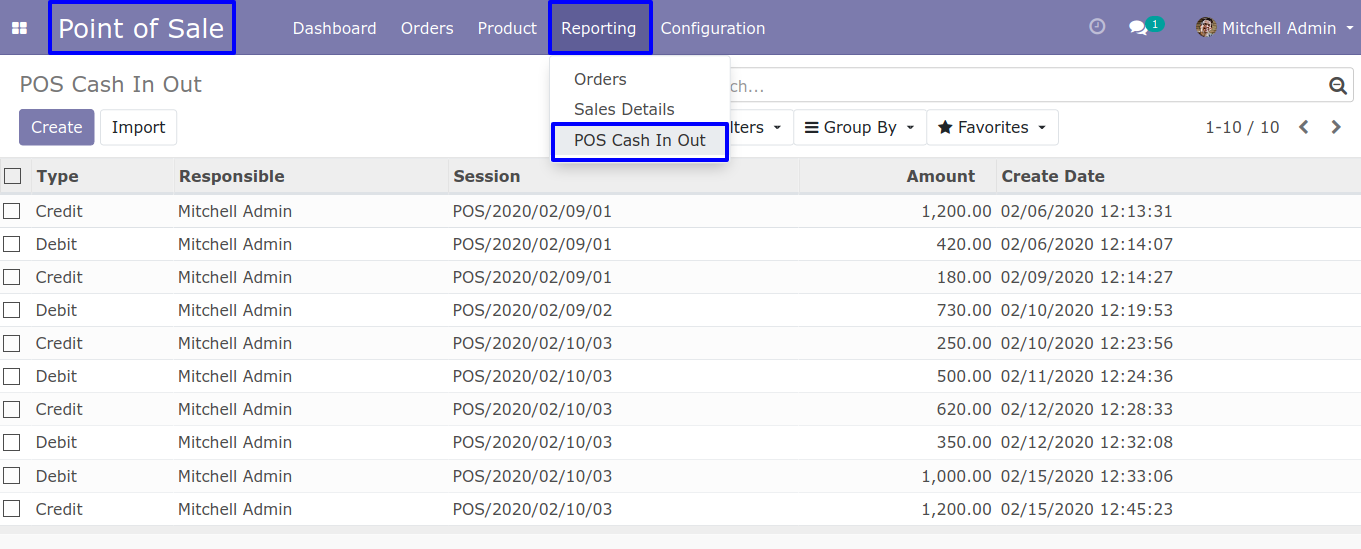 Point of Sale Dashboard Orders Product Reporting Configuration 1 Mitchell Admin
POS Cash In Out
Orders
Sales Details
POS Cash In Out
Create Import Group By Favorites 1-10 / 10
Type Responsible Session Amount Create Date
Credit Mitchell Admin POS/2020/02/09/01 1,200.00 02/06/2020 12:13:31
Debit Mitchell Admin POS/2020/02/09/01 420.00 02/06/2020 12:14:07
Credit Mitchell Admin POS/2020/02/09/01 180.00 02/09/2020 12:14:27
Debit Mitchell Admin POS/2020/02/09/02 730.00 02/10/2020 12:19:53
Credit Mitchell Admin POS/2020/02/10/03 250.00 02/10/2020 12:23:56
Debit Mitchell Admin POS/2020/02/10/03 500.00 02/11/2020 12:24:36
Credit Mitchell Admin POS/2020/02/10/03 620.00 02/12/2020 12:28:33
Debit Mitchell Admin POS/2020/02/10/03 350.00 02/12/2020 12:32:08
Debit Mitchell Admin POS/2020/02/10/03 1,000.00 02/15/2020 12:33:06
Credit Mitchell Admin POS/2020/02/10/03 1,200.00 02/15/2020 12:45:23